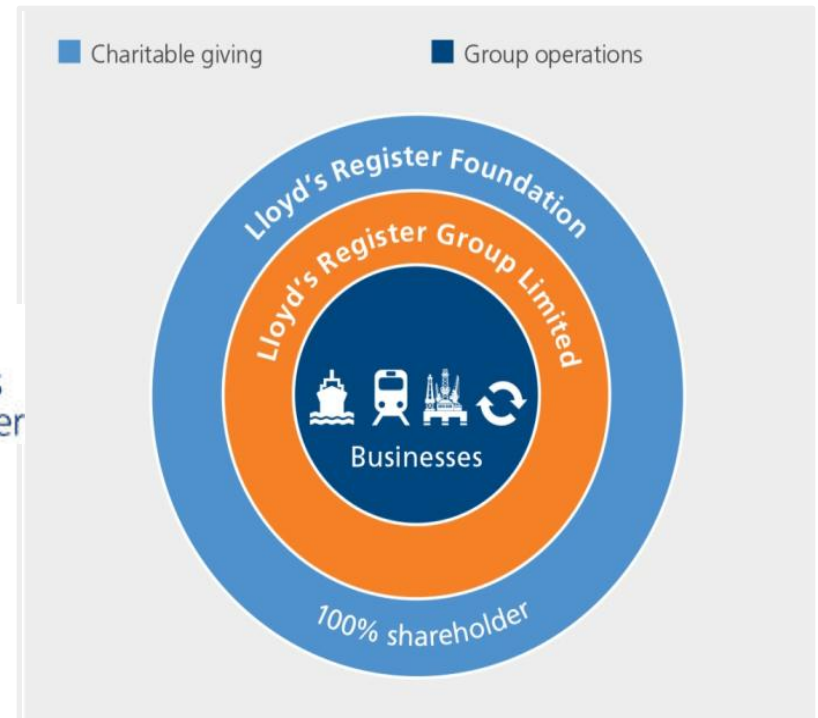 Charitable giving
Group operations
Lloyd's Register Foundation
Lloyd's Register Group Limited
Businesses
100% shareholder